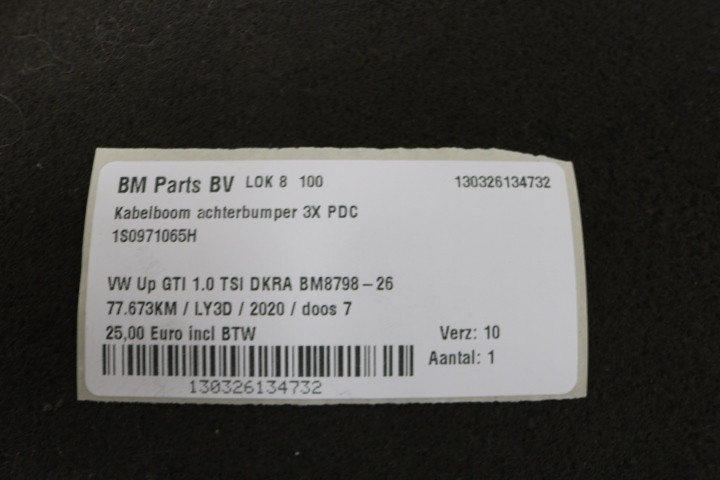 BM Parts BV LOK 8 100 130326134732
Kabelboom achterbumper 3X PDC
1S0971065H
VW Up GTI 1.0 TSI DKRA BM8798-26
77.673KM / LY3D / 2020 / doos 7
25,00 Euro incl BTW Verz: 10
Aantal: 1
130326134732